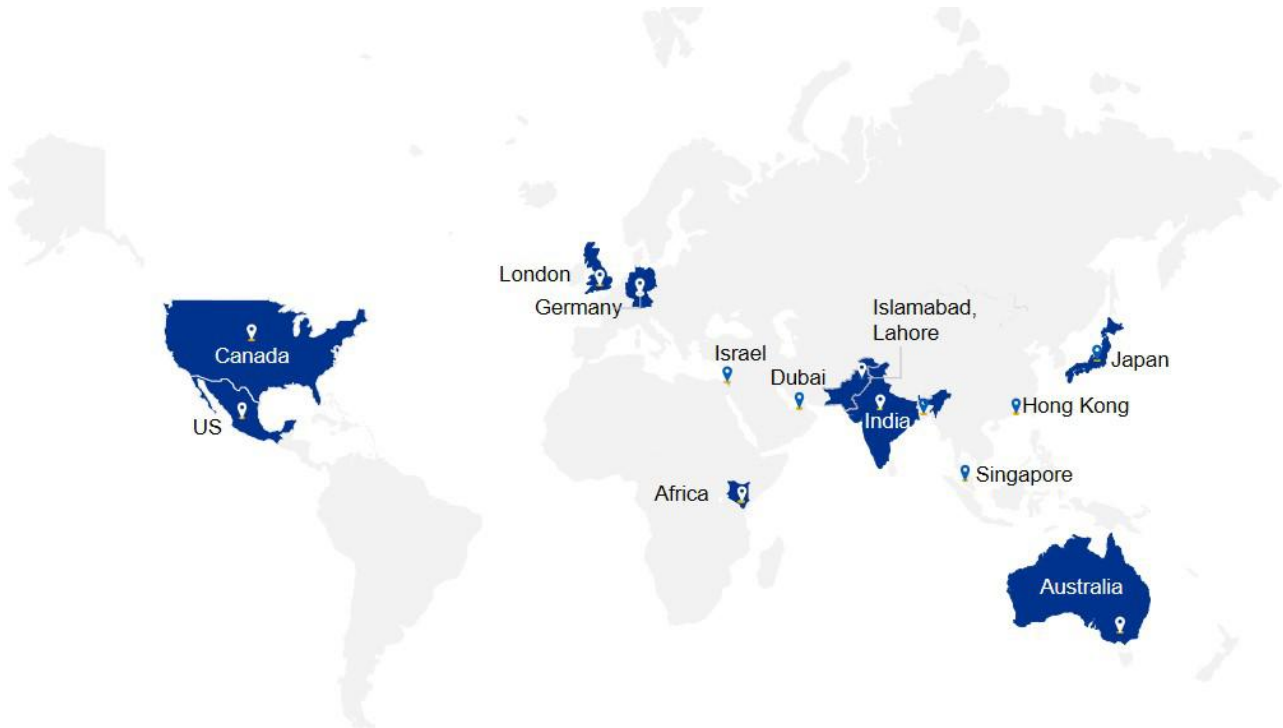 London
Germany
Islamabad,
Lahore
Canada
Israel
Japan
Dubai
Hong Kong
US
India
Singapore
Africa
Australia